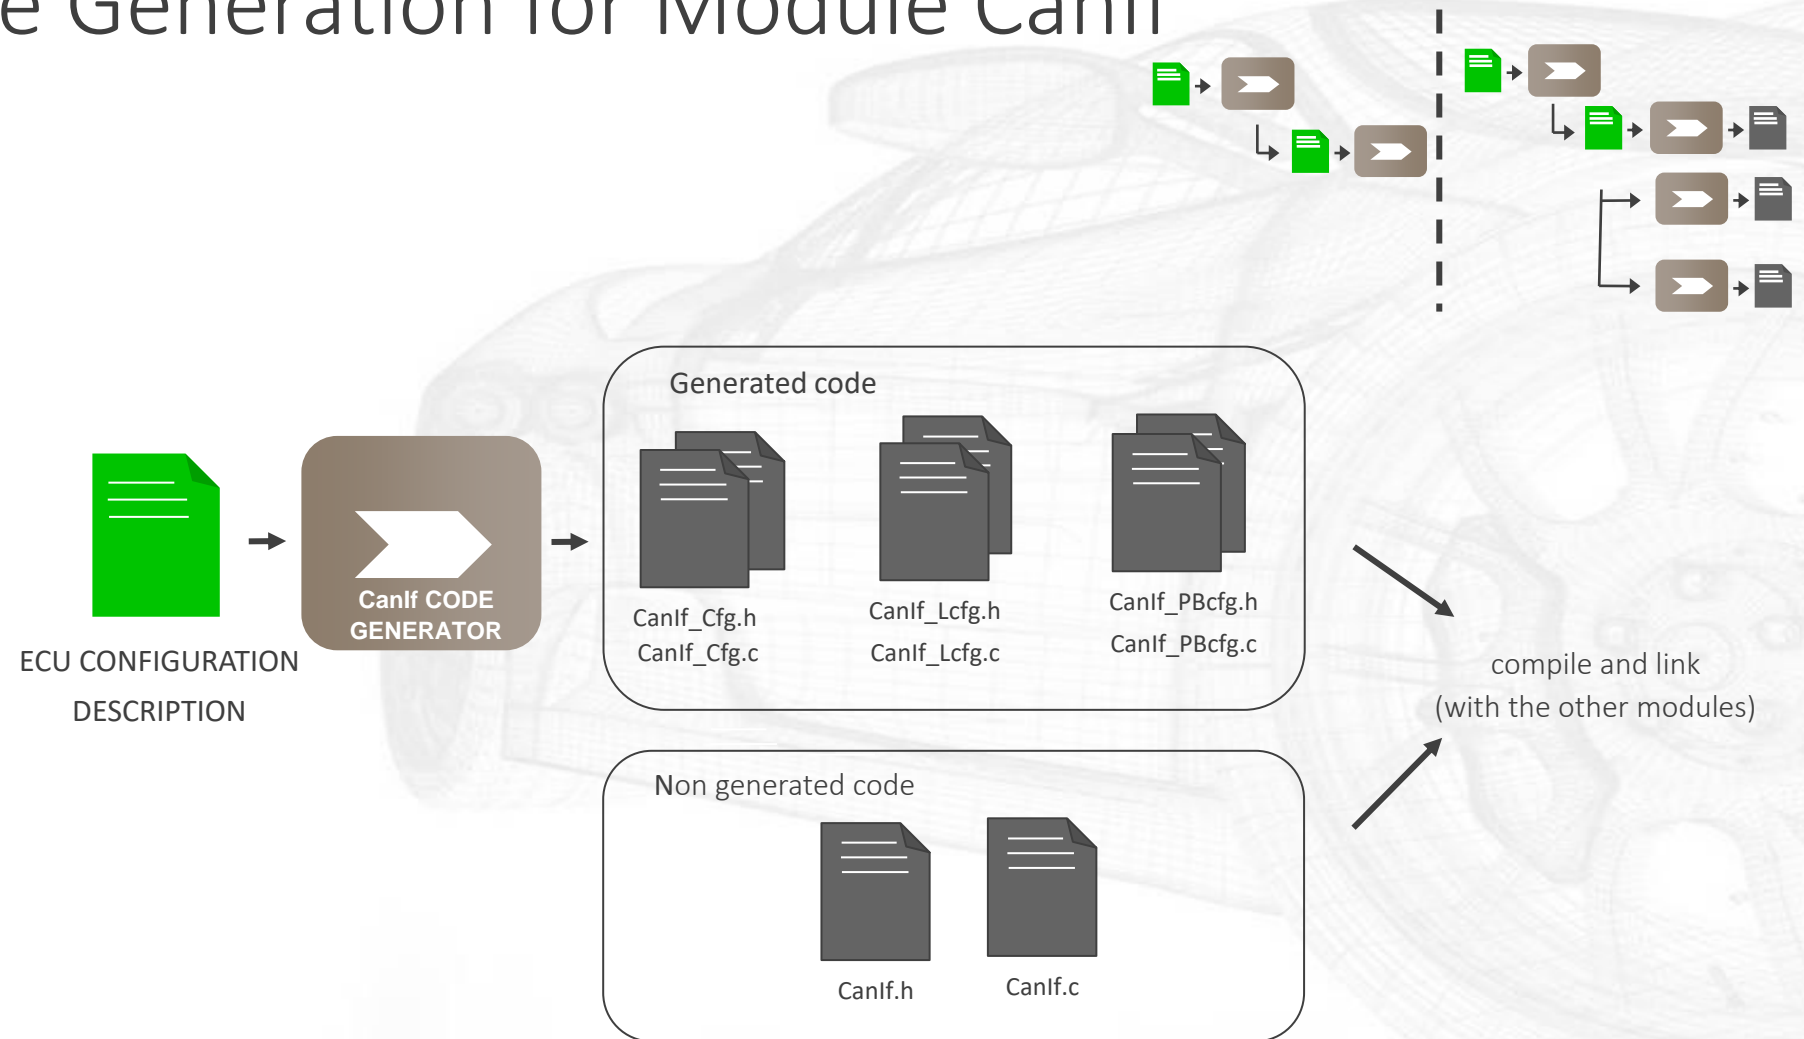 e Generation for Module CanIf
Generated code
CanIf CODE
GENERATOR
ECU CONFIGURATION
DESCRIPTION
CanIf_Cfg.h
CanIf_Cfg.c
CanIf_Lcfg.h
CanIf_Lcfg.c
CanIf_PBcfg.h
CanIf_PBcfg.c
compile and link
(with the other modules)
Non generated code
CanIf.h
CanIf.c